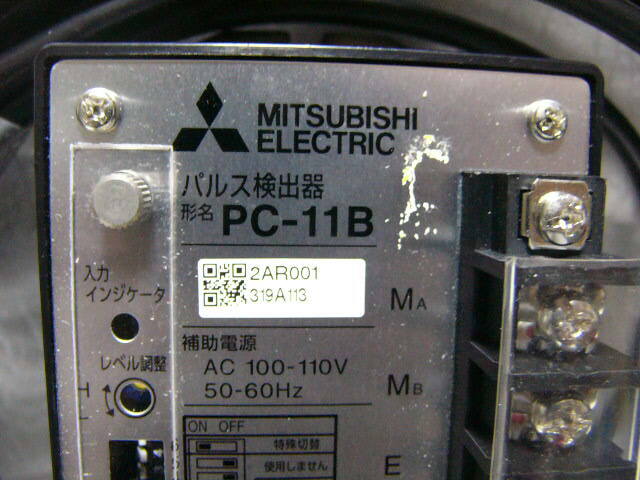 MITSUBISHI
ELECTRIC
パルス検出器
形名 PC-11B
2AR001
319A113
入力
インジケータ
レベル調整
H
L
補助電源
AC 100-110V
50-60Hz
MA
MB
E
ON OFF
特殊切替
使用しません